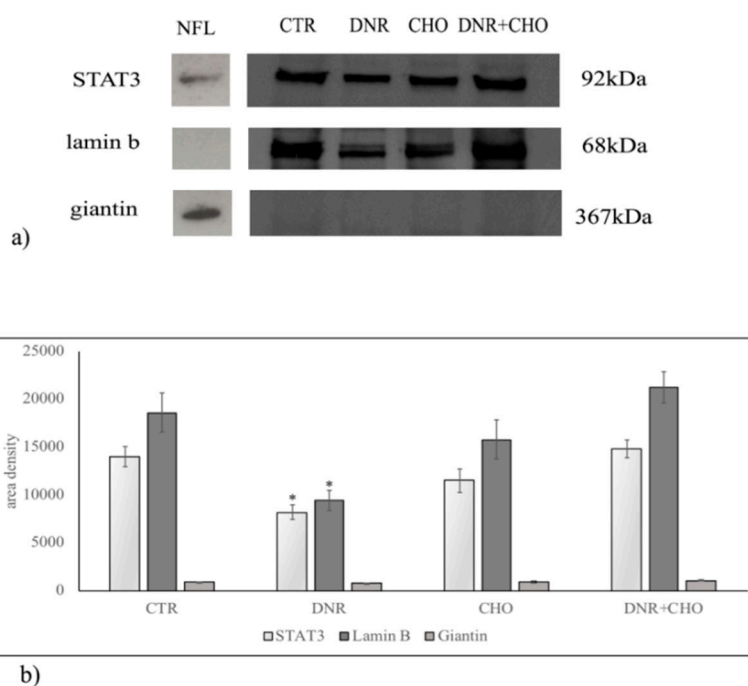 NFL CTR DNR CHO DNR+CHO
STAT3 92kDa
lamin b 68kDa
giantin 367kDa
a)
25000
20000
15000
10000
5000
0
area density
* *
CTR DNR CHO DNR+CHO
STAT3 Lamin B Giantin
b)